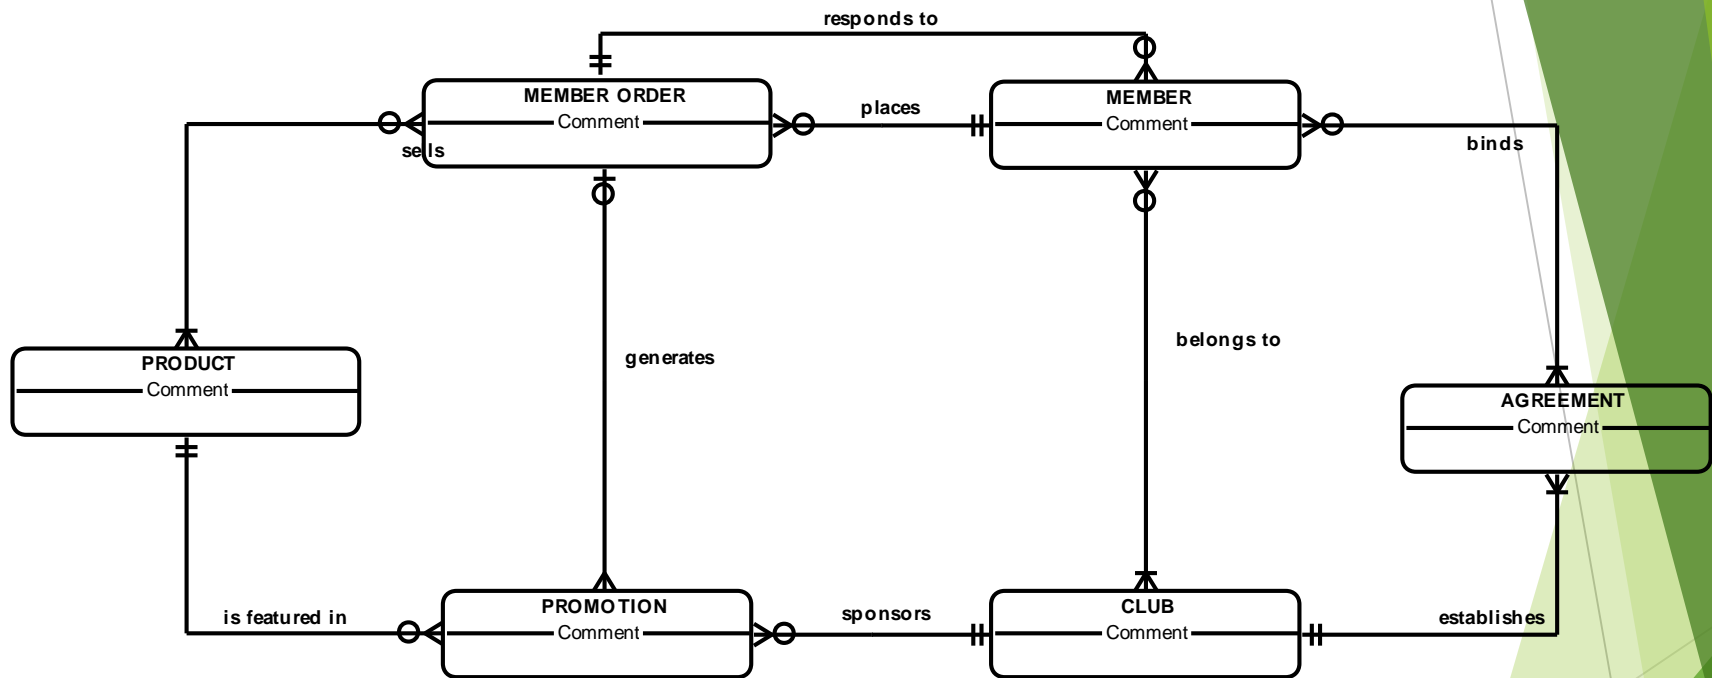 responds to
MEMBER ORDER
Comment
places
MEMBER
Comment
sells
binds
PRODUCT
Comment
generates
belongs to
AGREEMENT
Comment
is featured in
PROMOTION
Comment
sponsors
CLUB
Comment
establishes